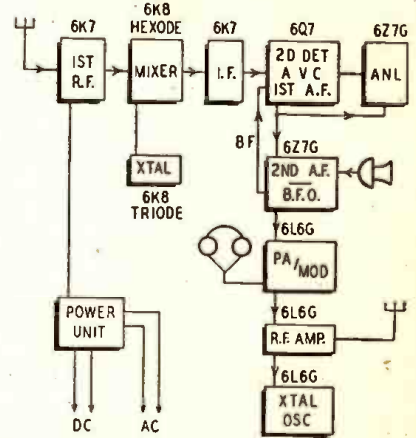 6K7
IST
R.F.
6K8
HEXODE
MIXER
6K7
I.F.
6Q7
2D DET
A V C
IST A.F.
6Z7G
ANL
XTAL
6K8
TRIODE
BF
6Z7G
2ND A.F.
B.F.O.
6L6G
PA/MOD
6L6G
R.F. AMP.
6L6G
XTAL
OSC
POWER
UNIT
DC
AC